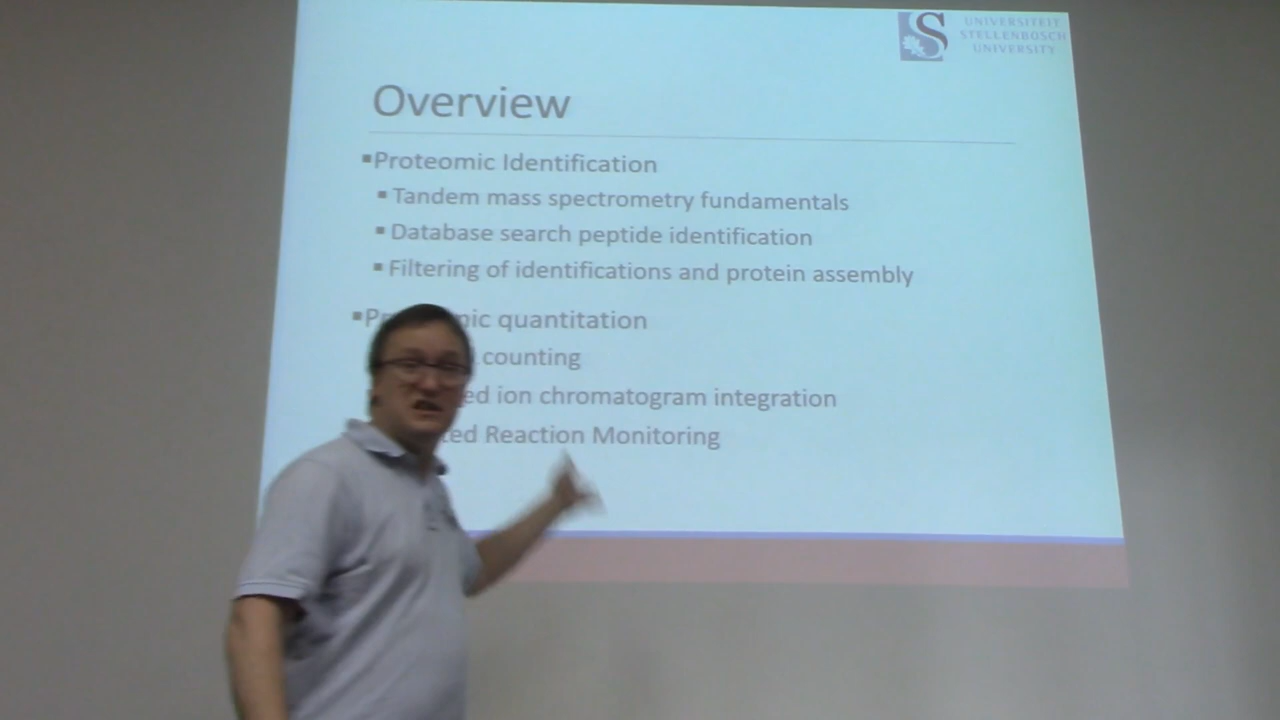 UNIVERSITEIT
STELLENBOSCH
UNIVERSITY
Overview
▪Proteomic Identification
▪Tandem mass spectrometry fundamentals
▪Database search peptide identification
▪Filtering of identifications and protein assembly
▪quantitation
counting
ion chromatogram integration
Reaction Monitoring